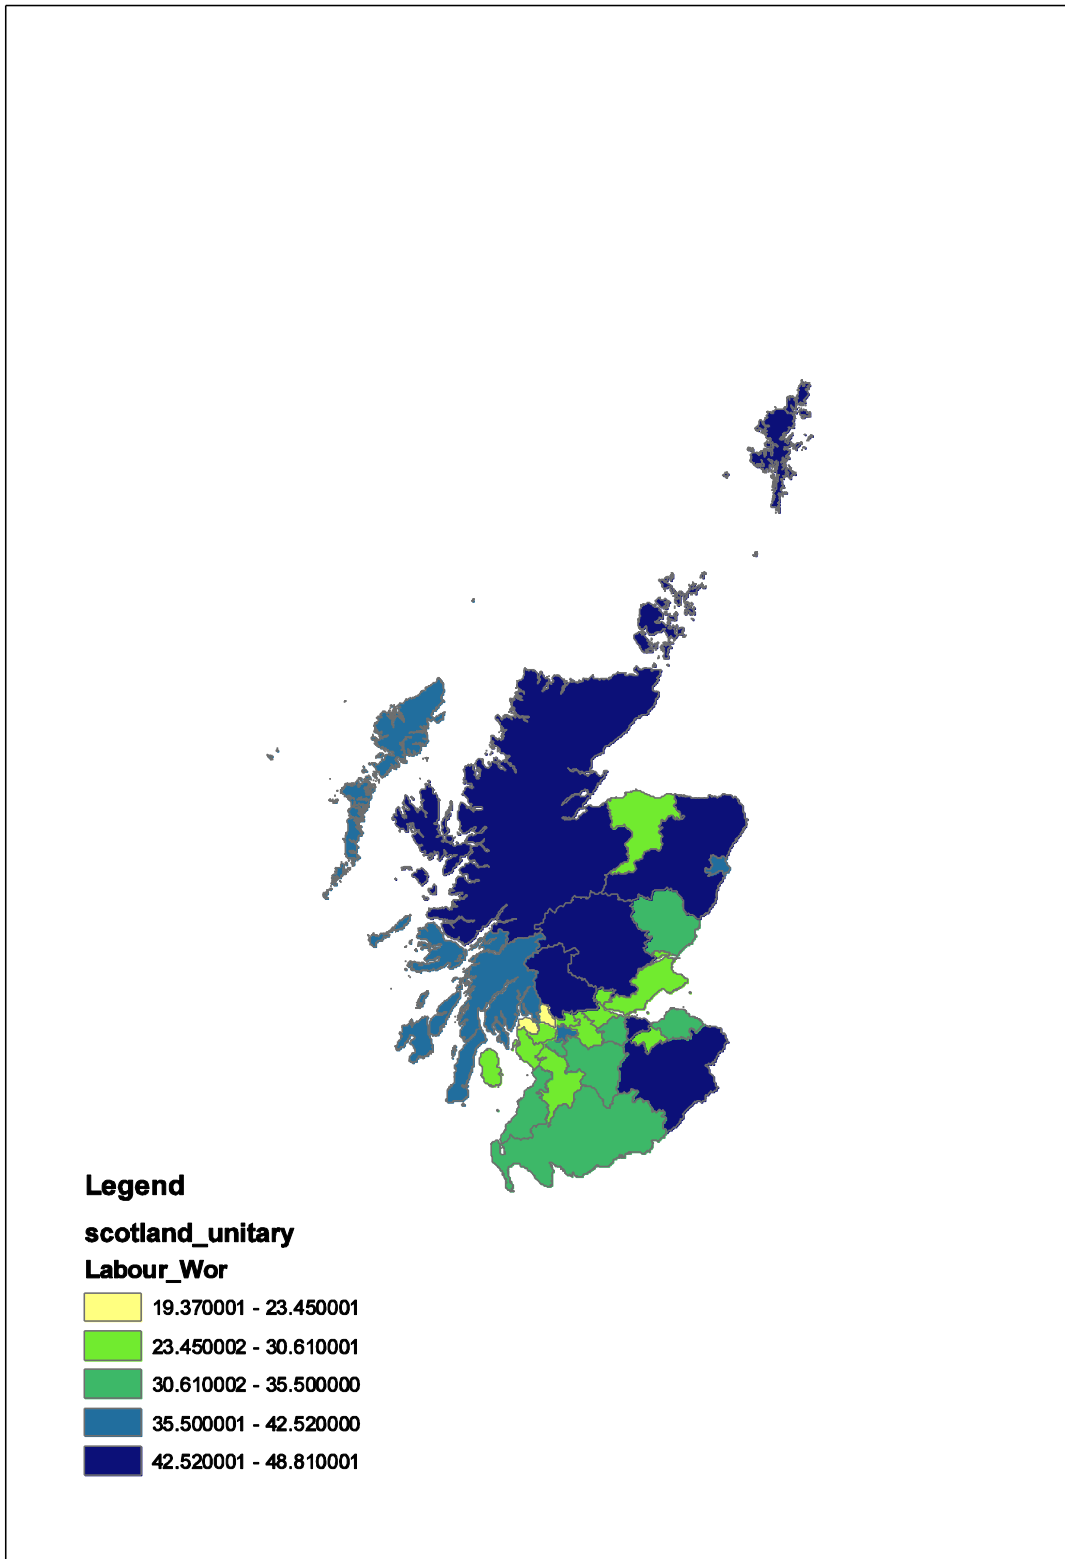 Legend
scotland_unitary
Labour_Wor
19.370001 - 23.450001
23.450002 - 30.610001
30.610002 - 35.500000
35.500001 - 42.520000
42.520001 - 48.810001